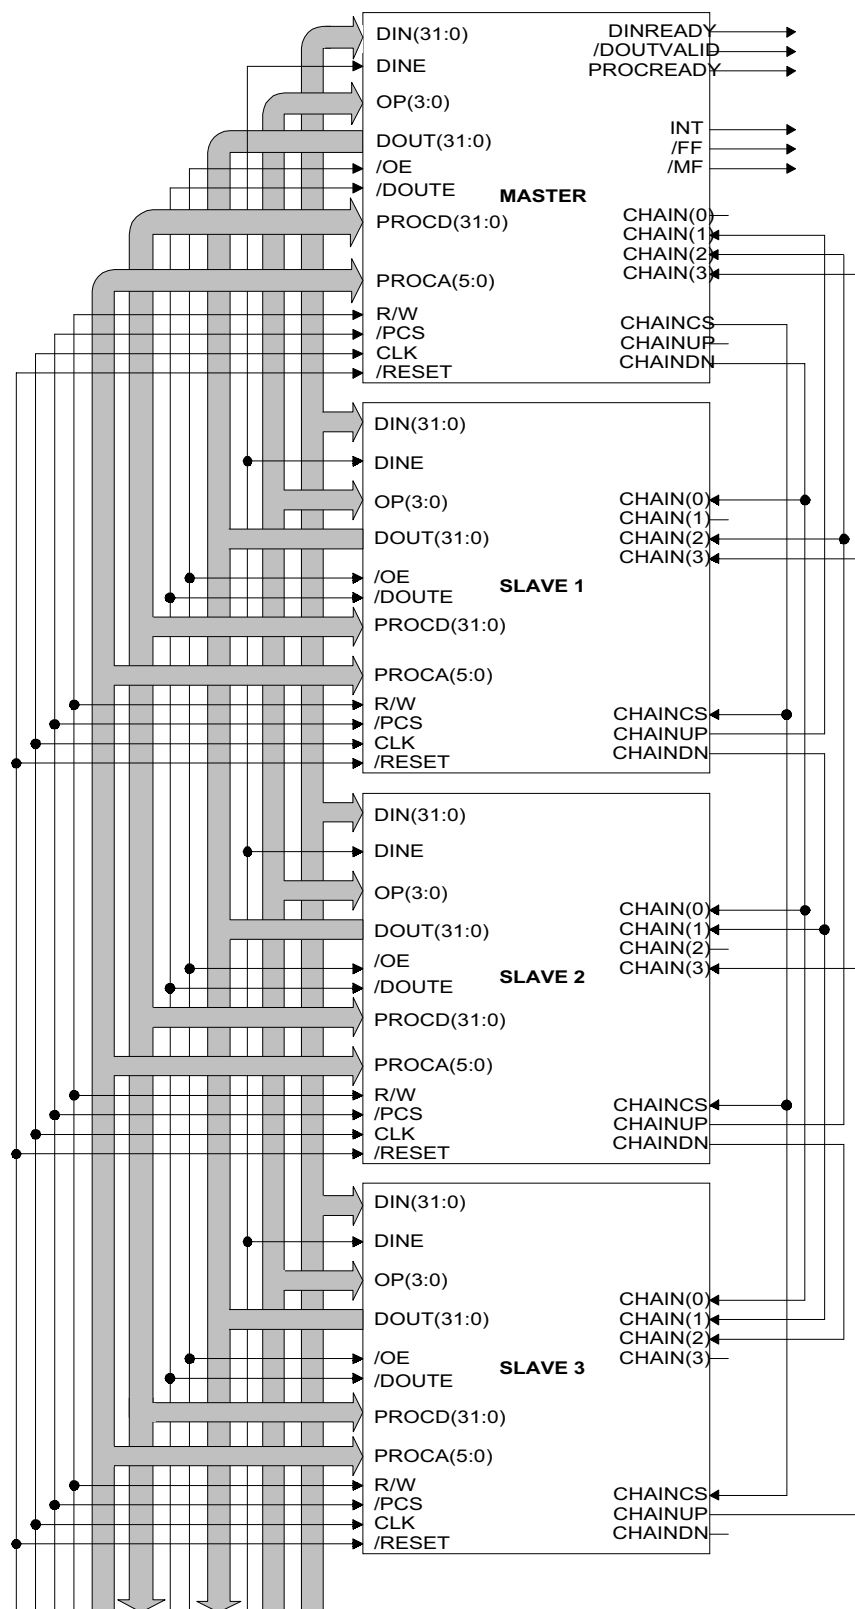 DIN(31:0)
DINE
OP(3:0)
DOUT(31:0)
/OE
/DOUTE
PROCD(31:0)
PROCA(5:0)
R/W
/PCS
CLK
/RESET
MASTER
DINREADY
/DOUTVALID
PROCREADY
INT
/FF
/MF
CHAIN(0)
CHAIN(1)
CHAIN(2)
CHAIN(3)
CHAINCS
CHAINUP
CHAINDN
DIN(31:0)
DINE
OP(3:0)
DOUT(31:0)
/OE
/DOUTE
PROCD(31:0)
PROCA(5:0)
R/W
/PCS
CLK
/RESET
SLAVE 1
CHAIN(0)
CHAIN(1)
CHAIN(2)
CHAIN(3)
CHAINCS
CHAINUP
CHAINDN
DIN(31:0)
DINE
OP(3:0)
DOUT(31:0)
/OE
/DOUTE
PROCD(31:0)
PROCA(5:0)
R/W
/PCS
CLK
/RESET
SLAVE 2
CHAIN(0)
CHAIN(1)
CHAIN(2)
CHAIN(3)
CHAINCS
CHAINUP
CHAINDN
DIN(31:0)
DINE
OP(3:0)
DOUT(31:0)
/OE
/DOUTE
PROCD(31:0)
PROCA(5:0)
R/W
/PCS
CLK
/RESET
SLAVE 3
CHAIN(0)
CHAIN(1)
CHAIN(2)
CHAIN(3)
CHAINCS
CHAINUP
CHAINDN